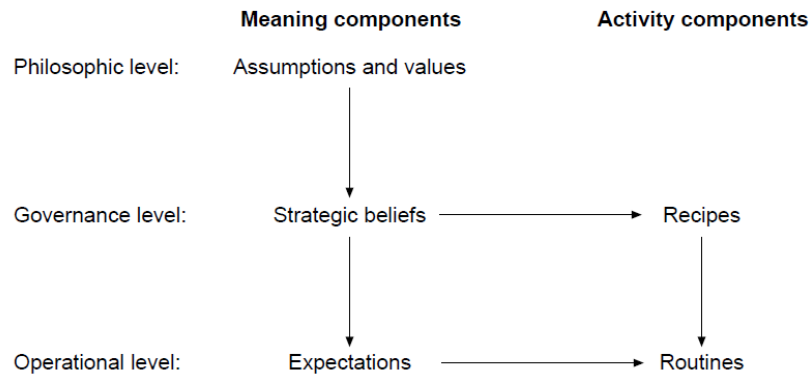 Meaning components Activity components
Philosophic level: Assumptions and values
Governance level: Strategic beliefs Recipes
Operational level: Expectations Routines